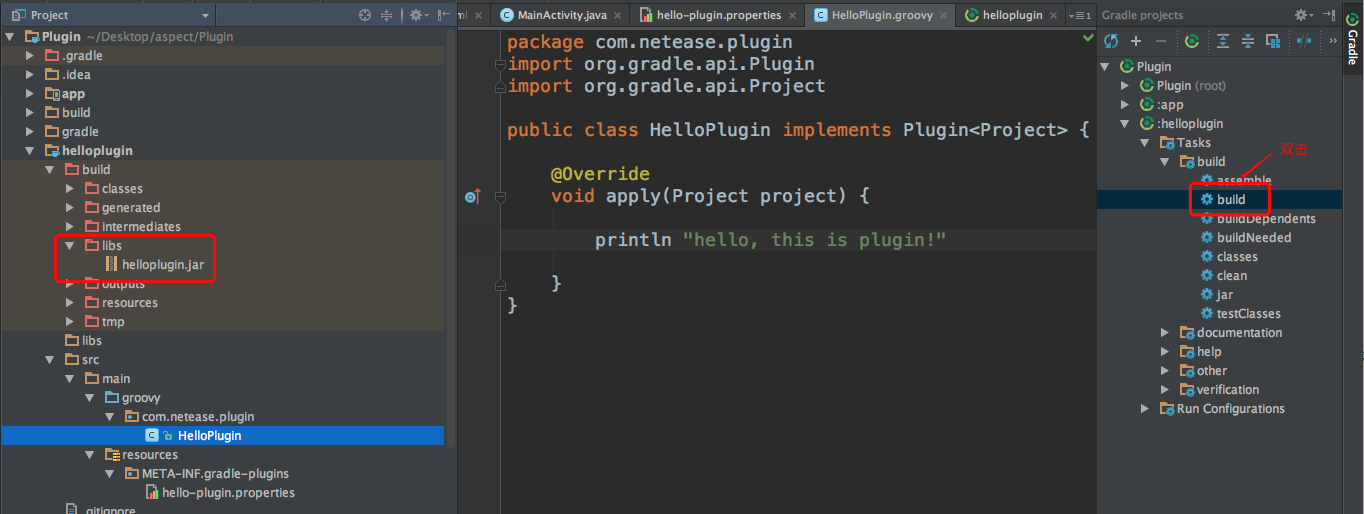 Project
Plugin ~/Desktop/aspect/Plugin
.gradle
.idea
app
build
gradle
helloplugin
build
classes
generated
intermediates
libs
helloplugin.jar
outputs
resources
tmp
libs
src
main
groovy
com.netease.plugin
HelloPlugin
resources
META-INF.gradle-plugins
hello-plugin.properties
.gitignore
ml × MainActivity.java × hello-plugin.properties × HelloPlugin.groovy × helloplugin × 1
package com.netease.plugin
import org.gradle.api.Plugin
import org.gradle.api.Project
public class HelloPlugin implements Plugin<Project> {
@Override
void apply(Project project) {
println "hello, this is plugin!"
}
}
Gradle projects
Plugin
Plugin (root)
:app
:helloplugin
Tasks
build
assemble
双击
build
buildDependents
buildNeeded
classes
clean
jar
testClasses
documentation
help
other
verification
Run Configurations
Gradle